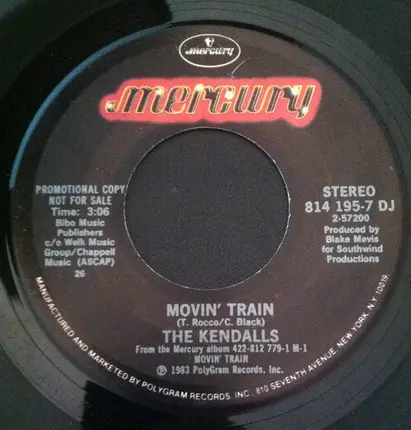 mercury
mercury
PROMOTIONAL COPY
NOT FOR SALE
Time: 3:06
Bibo Music
Publishers
c/o Welk Music
Group/Chappell
Music (ASCAP)
26
STEREO
814 195-7 DJ
2-57200
Produced by
Blake Mevis
for Southwind
Productions
MOVIN' TRAIN
(T. Rocco/C. Black)
THE KENDALLS
From the Mercury album 422-812 779-1 M-1
MOVIN' TRAIN
℗ 1983 PolyGram Records, Inc.
MANUFACTURED AND MARKETED BY POLYGRAM RECORDS, INC., 810 SEVENTH AVENUE, NEW YORK, N.Y. 10019